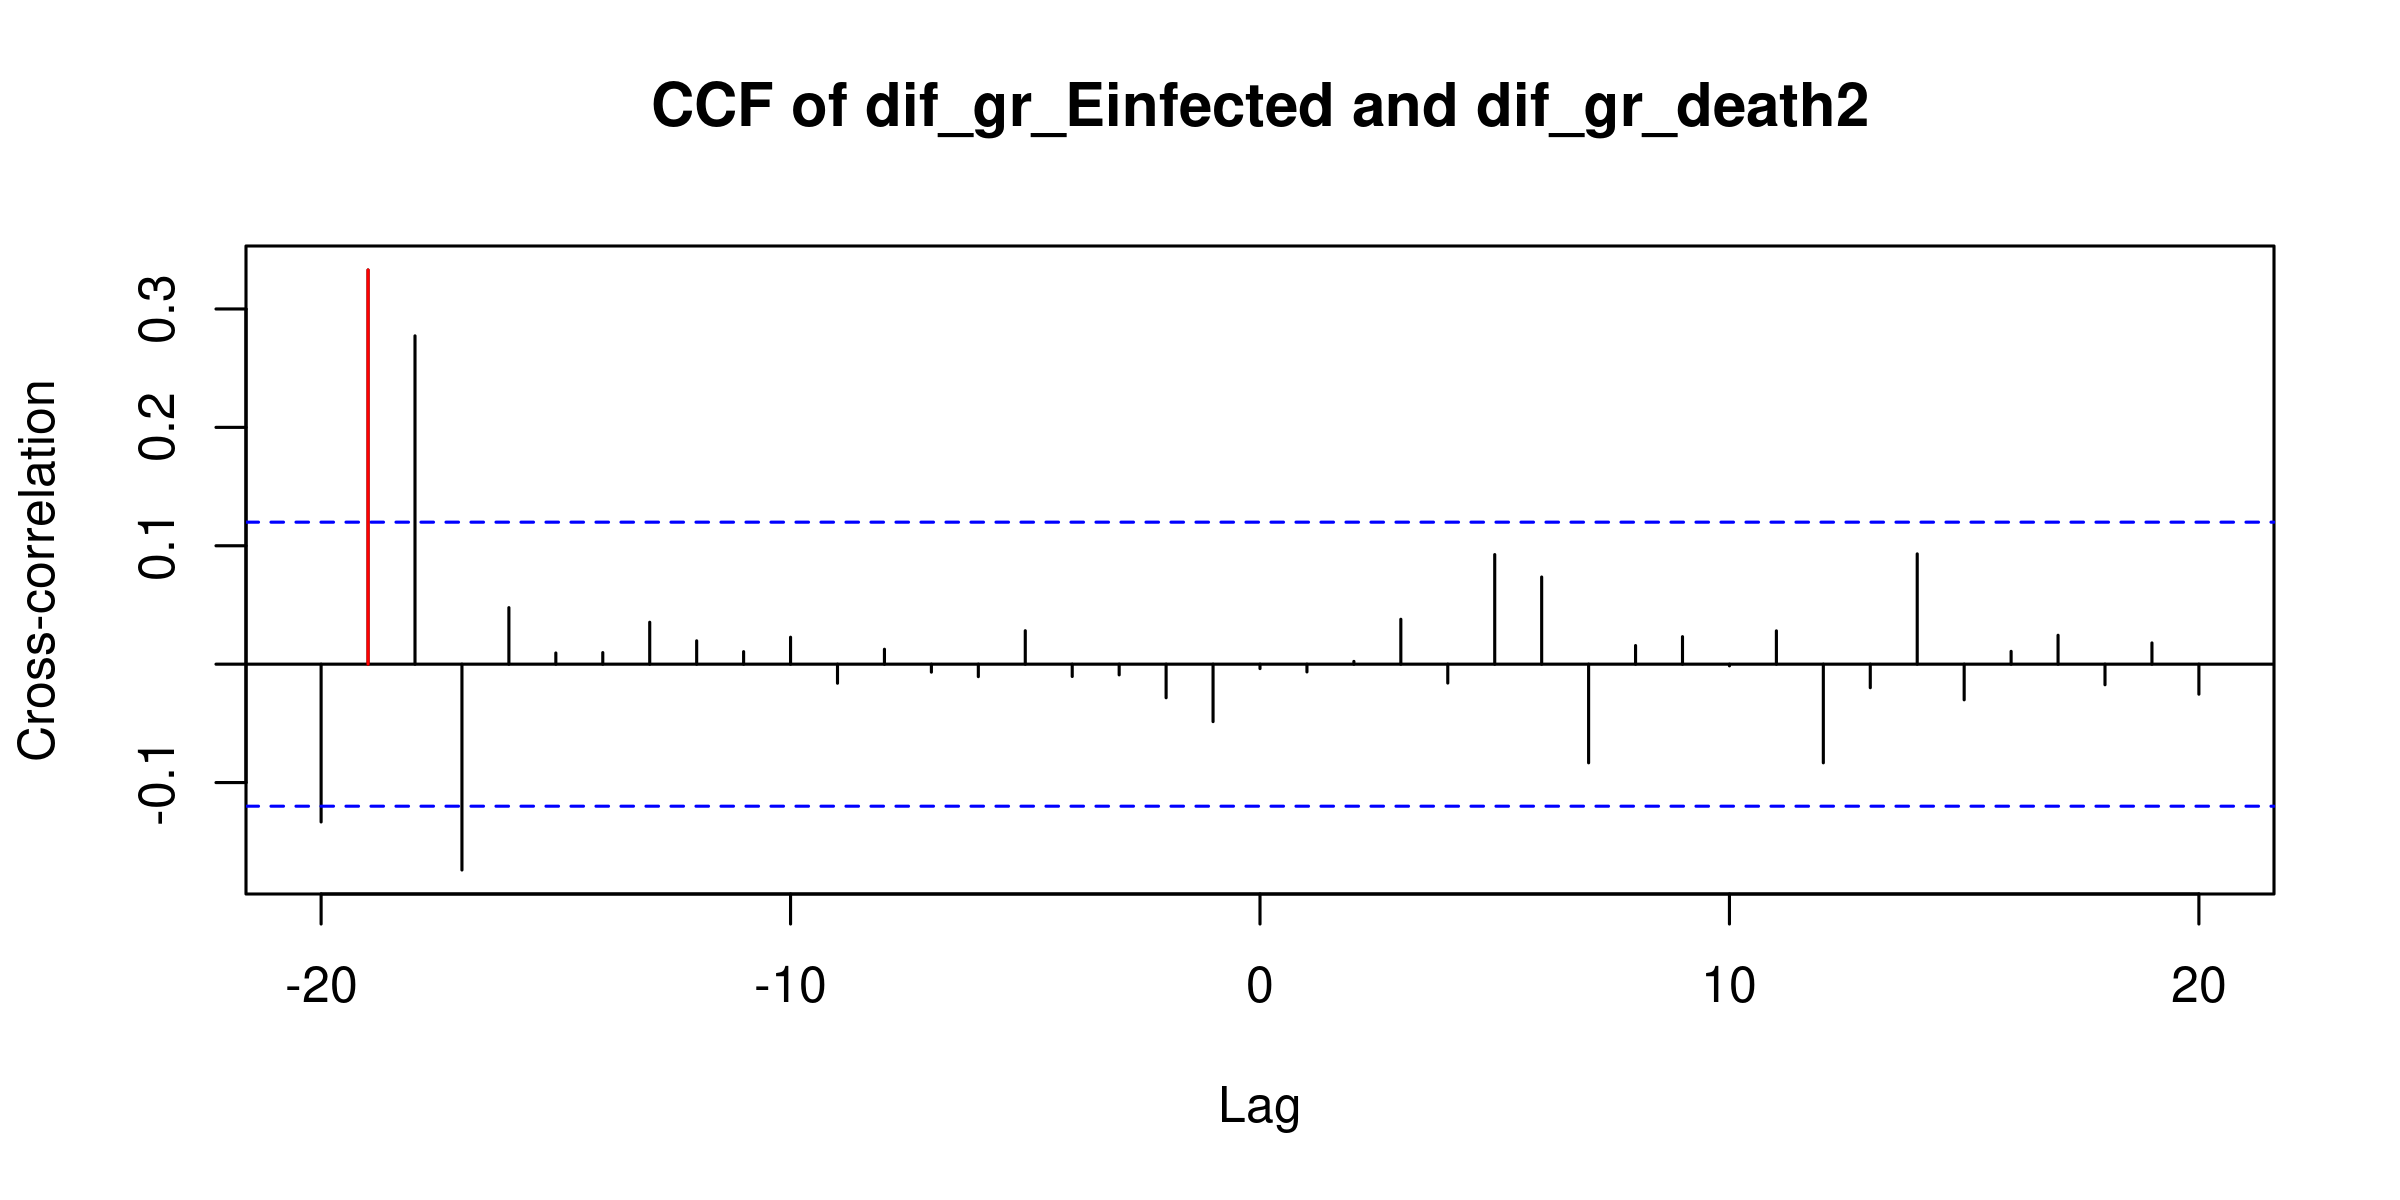 CCF of dif_gr_Einfected and dif_gr_death2
Cross-correlation
0.3
0.2
0.1
-0.1
-20 -10 0 10 20
Lag